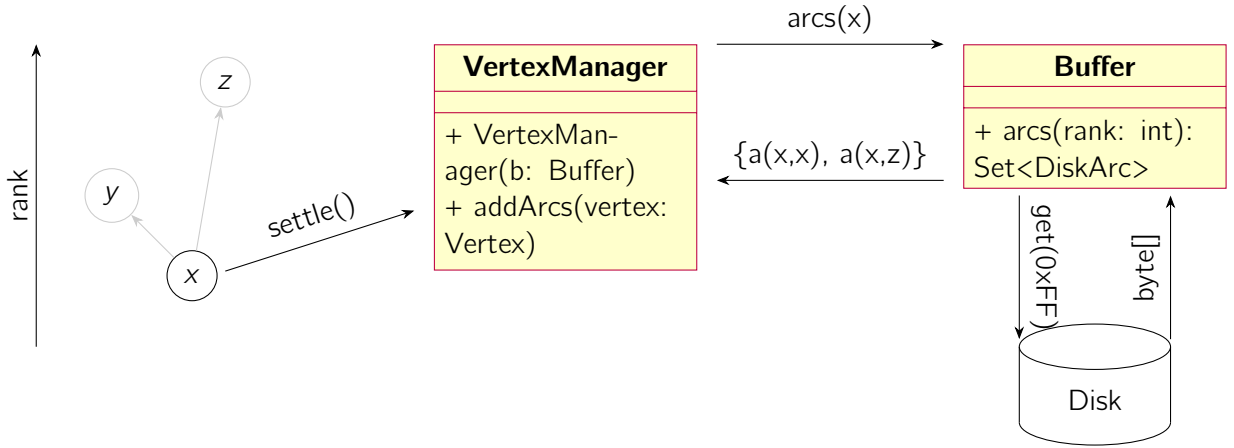 rank
z
y
x
settle()
VertexManager
+ VertexMan-
ager(b: Buffer)
+ addArcs(vertex:
Vertex)
arcs(x)
{a(x,x), a(x,z)}
Buffer
+ arcs(rank: int):
Set<DiskArc>
get(0xFF)
byte[]
Disk